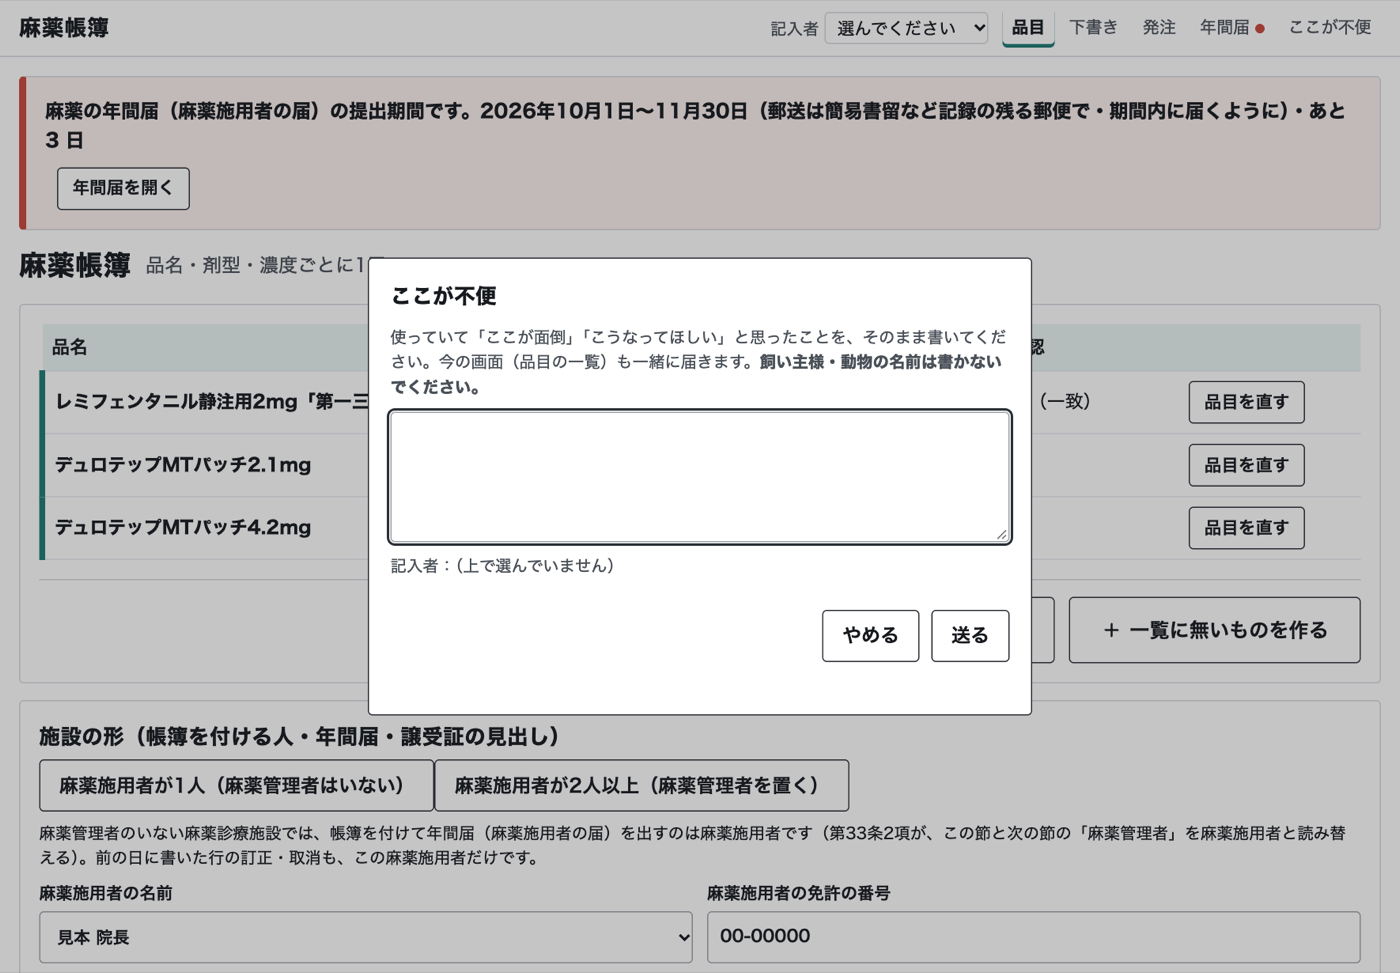 麻薬帳簿
記入者 選んでください 品目 下書き 発注 年間届 ここが不便
麻薬の年間届（麻薬施用者の届）の提出期間です。2026年10月1日〜11月30日（郵送は簡易書留など記録の残る郵便で・期間内に届くように）・あと
3 日
年間届を開く
麻薬帳簿 品名・剤型・濃度ごとに1
ここが不便
使っていて「ここが面倒」「こうなってほしい」と思ったことを、そのまま書いてくだ
さい。今の画面（品目の一覧）も一緒に届きます。飼い主様・動物の名前は書かない
でください。
記入者：（上で選んでいません）
やめる 送る
品名 認
レミフェンタニル静注用2mg「第一三 （一致） 品目を直す
デュロテップMTパッチ2.1mg 品目を直す
デュロテップMTパッチ4.2mg 品目を直す
＋ 一覧に無いものを作る
施設の形（帳簿を付ける人・年間届・譲受証の見出し）
麻薬施用者が1人（麻薬管理者はいない） 麻薬施用者が2人以上（麻薬管理者を置く）
麻薬管理者のいない麻薬診療施設では、帳簿を付けて年間届（麻薬施用者の届）を出すのは麻薬施用者です（第33条2項が、この節と次の節の「麻薬管理者」を麻薬施用者と読み替
える）。前の日に書いた行の訂正・取消も、この麻薬施用者だけです。
麻薬施用者の名前 麻薬施用者の免許の番号
見本 院長 00-00000